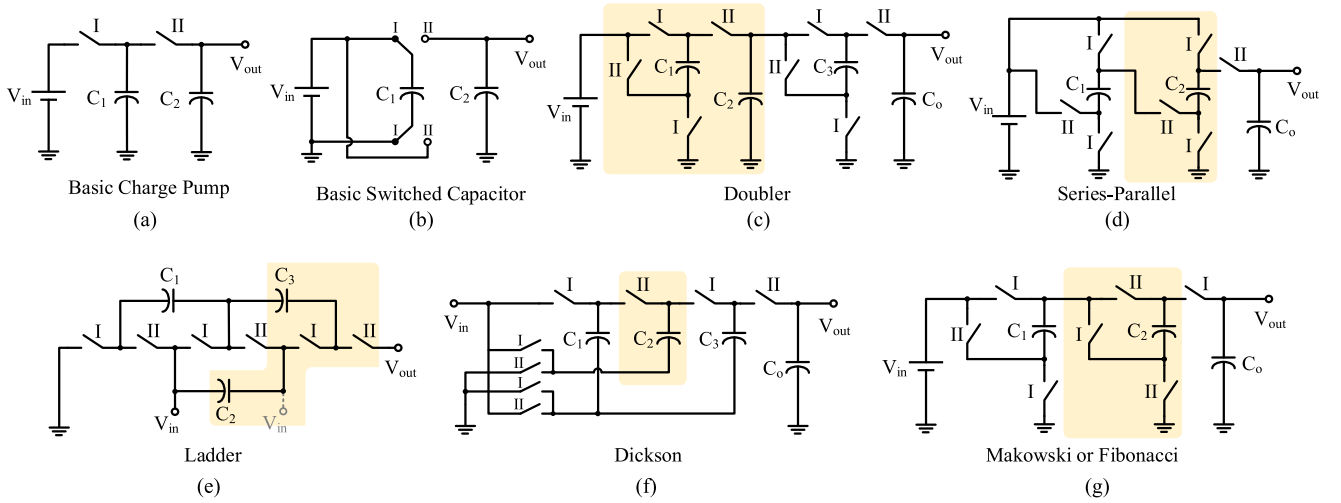 I II
V_out
V_in C_1 C_2
Basic Charge Pump
(a)
I II
V_out
V_in C_1 C_2
I II
Basic Switched Capacitor
(b)
I II I II
V_out
II C_1 II C_3
V_in C_2 C_o
I I
Doubler
(c)
I I II
V_out
C_1 C_2
V_in II II C_o
I I
Series-Parallel
(d)
C_1 C_3
I II I II I II
V_out
C_2
V_in V_in
Ladder
(e)
I II I II
V_in V_out
C_1 C_2 C_3
I
II C_o
I
II
Dickson
(f)
I II I
V_out
II C_1 I C_2
V_in C_o
I II
Makowski or Fibonacci
(g)